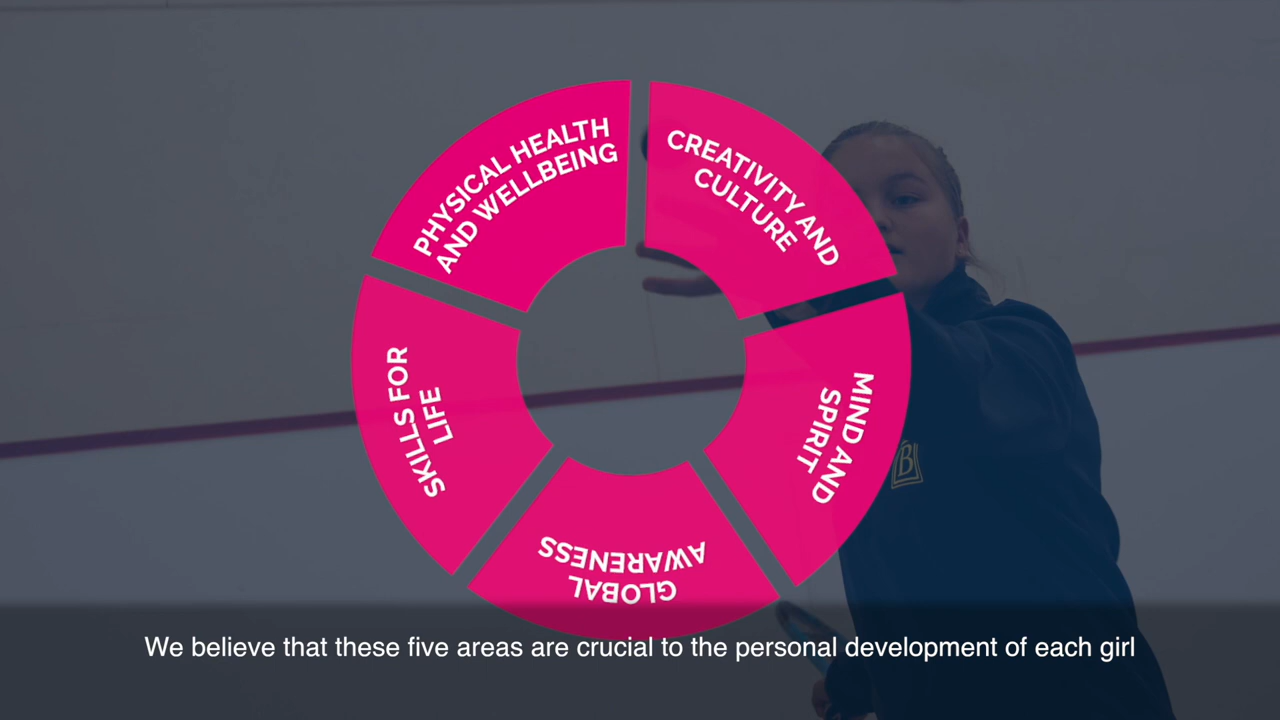 PHYSICAL HEALTH
AND WELLBEING
CREATIVITY AND
CULTURE
MIND AND
SPIRIT
GLOBAL
AWARENESS
SKILLS FOR
LIFE
B
We believe that these five areas are crucial to the personal development of each girl